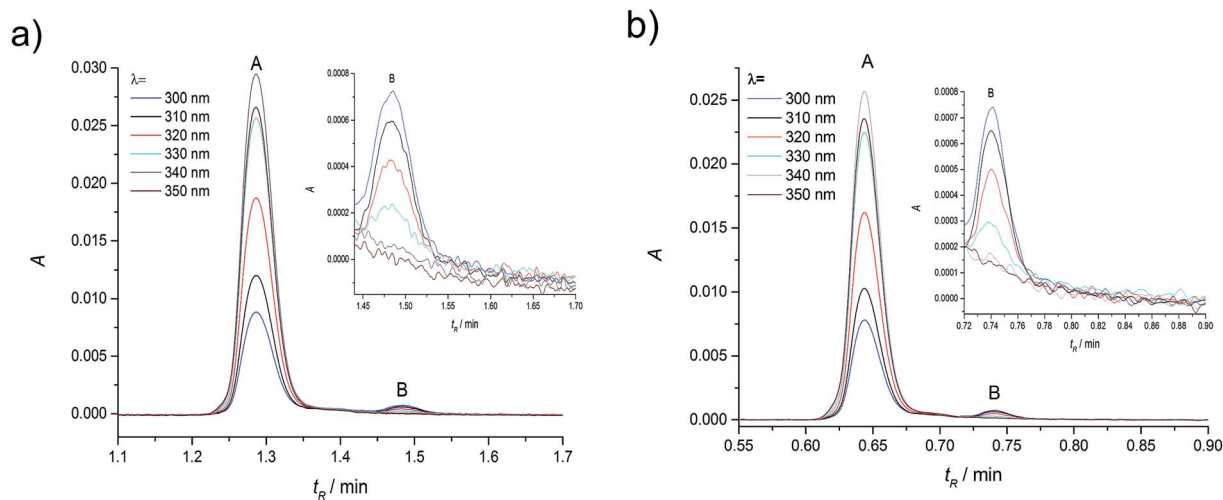 a)
A
λ=
300 nm
310 nm
320 nm
330 nm
340 nm
350 nm
0.030
0.025
0.020
0.015
0.010
0.005
0.000
A
B
1.1 1.2 1.3 1.4 1.5 1.6 1.7
t_R / min
B
0.0008
0.0006
0.0004
0.0002
0.0000
A
1.45 1.50 1.55 1.60 1.65 1.70
t_R / min
b)
A
λ=
300 nm
310 nm
320 nm
330 nm
340 nm
350 nm
0.025
0.020
0.015
0.010
0.005
0.000
A
B
0.55 0.60 0.65 0.70 0.75 0.80 0.85 0.90
t_R / min
B
0.0008
0.0007
0.0006
0.0005
0.0004
0.0003
0.0002
0.0001
0.0000
A
0.72 0.74 0.76 0.78 0.80 0.82 0.84 0.86 0.88 0.90
t_R / min